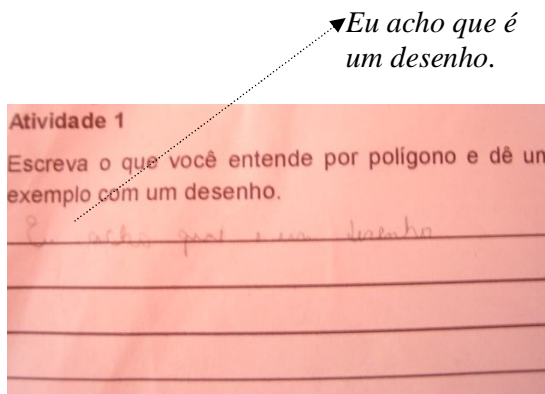 Eu acho que é
um desenho.
Atividade 1
Escreva o que você entende por polígono e dê um
exemplo com um desenho.
Eu acho que é um desenho